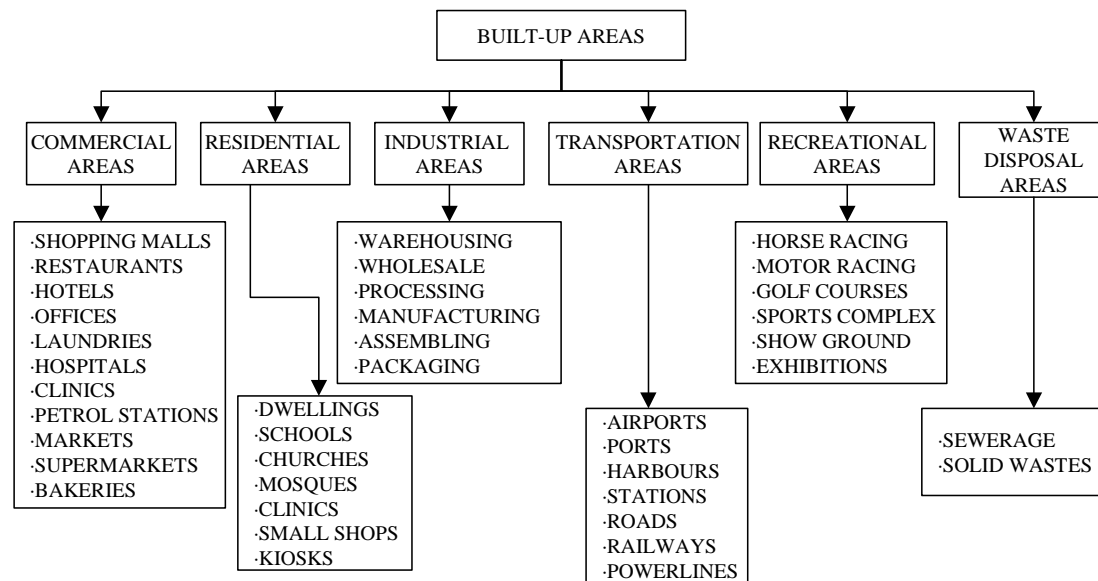 BUILT-UP AREAS
COMMERCIAL
AREAS
RESIDENTIAL
AREAS
INDUSTRIAL
AREAS
TRANSPORTATION
AREAS
RECREATIONAL
AREAS
WASTE
DISPOSAL
AREAS
·SHOPPING MALLS
·RESTAURANTS
·HOTELS
·OFFICES
·LAUNDRIES
·HOSPITALS
·CLINICS
·PETROL STATIONS
·MARKETS
·SUPERMARKETS
·BAKERIES
·DWELLINGS
·SCHOOLS
·CHURCHES
·MOSQUES
·CLINICS
·SMALL SHOPS
·KIOSKS
·WAREHOUSING
·WHOLESALE
·PROCESSING
·MANUFACTURING
·ASSEMBLING
·PACKAGING
·AIRPORTS
·PORTS
·HARBOURS
·STATIONS
·ROADS
·RAILWAYS
·POWERLINES
·HORSE RACING
·MOTOR RACING
·GOLF COURSES
·SPORTS COMPLEX
·SHOW GROUND
·EXHIBITIONS
·SEWERAGE
·SOLID WASTES